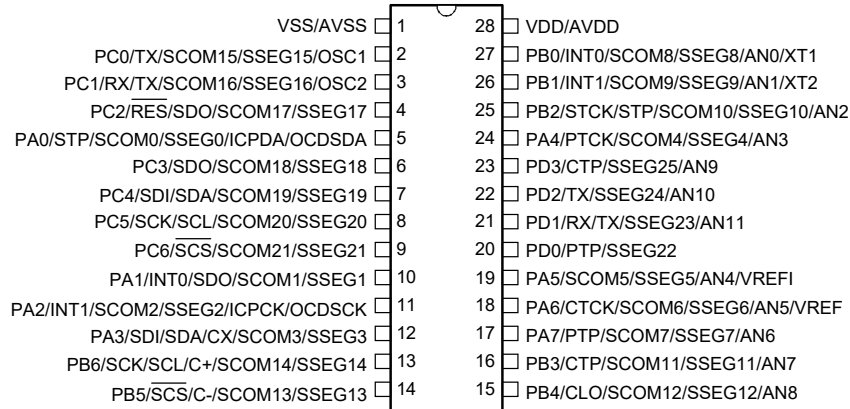 VSS/AVSS 1 28 VDD/AVDD
PC0/TX/SCOM15/SSEG15/OSC1 2 27 PB0/INT0/SCOM8/SSEG8/AN0/XT1
PC1/RX/TX/SCOM16/SSEG16/OSC2 3 26 PB1/INT1/SCOM9/SSEG9/AN1/XT2
PC2/RES/SDO/SCOM17/SSEG17 4 25 PB2/STCK/STP/SCOM10/SSEG10/AN2
PA0/STP/SCOM0/SSEG0/ICPDA/OCDSDA 5 24 PA4/PTCK/SCOM4/SSEG4/AN3
PC3/SDO/SCOM18/SSEG18 6 23 PD3/CTP/SSEG25/AN9
PC4/SDI/SDA/SCOM19/SSEG19 7 22 PD2/TX/SSEG24/AN10
PC5/SCK/SCL/SCOM20/SSEG20 8 21 PD1/RX/TX/SSEG23/AN11
PC6/SCS/SCOM21/SSEG21 9 20 PD0/PTP/SSEG22
PA1/INT0/SDO/SCOM1/SSEG1 10 19 PA5/SCOM5/SSEG5/AN4/VREFI
PA2/INT1/SCOM2/SSEG2/ICPCK/OCDSCK 11 18 PA6/CTCK/SCOM6/SSEG6/AN5/VREF
PA3/SDI/SDA/CX/SCOM3/SSEG3 12 17 PA7/PTP/SCOM7/SSEG7/AN6
PB6/SCK/SCL/C+/SCOM14/SSEG14 13 16 PB3/CTP/SCOM11/SSEG11/AN7
PB5/SCS/C-/SCOM13/SSEG13 14 15 PB4/CLO/SCOM12/SSEG12/AN8